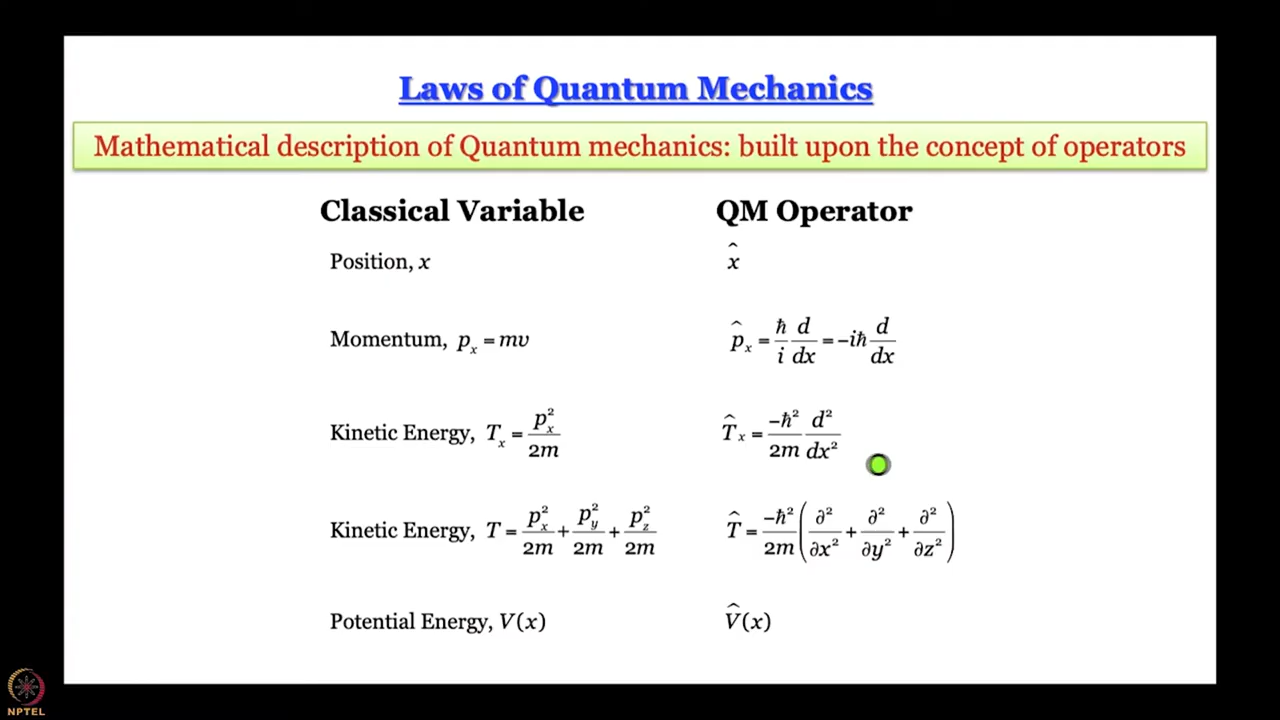 Laws of Quantum Mechanics
Mathematical description of Quantum mechanics: built upon the concept of operators
Classical Variable QM Operator
Position, x x̂
Momentum, pₓ = mv p̂ₓ = ħ/i d/dx = −iħ d/dx
Kinetic Energy, Tₓ = pₓ²/2m T̂ₓ = −ħ²/2m d²/dx²
Kinetic Energy, T = pₓ²/2m + p_y²/2m + p_z²/2m T̂ = −ħ²/2m (∂²/∂x² + ∂²/∂y² + ∂²/∂z²)
Potential Energy, V(x) V̂(x)
NPTEL